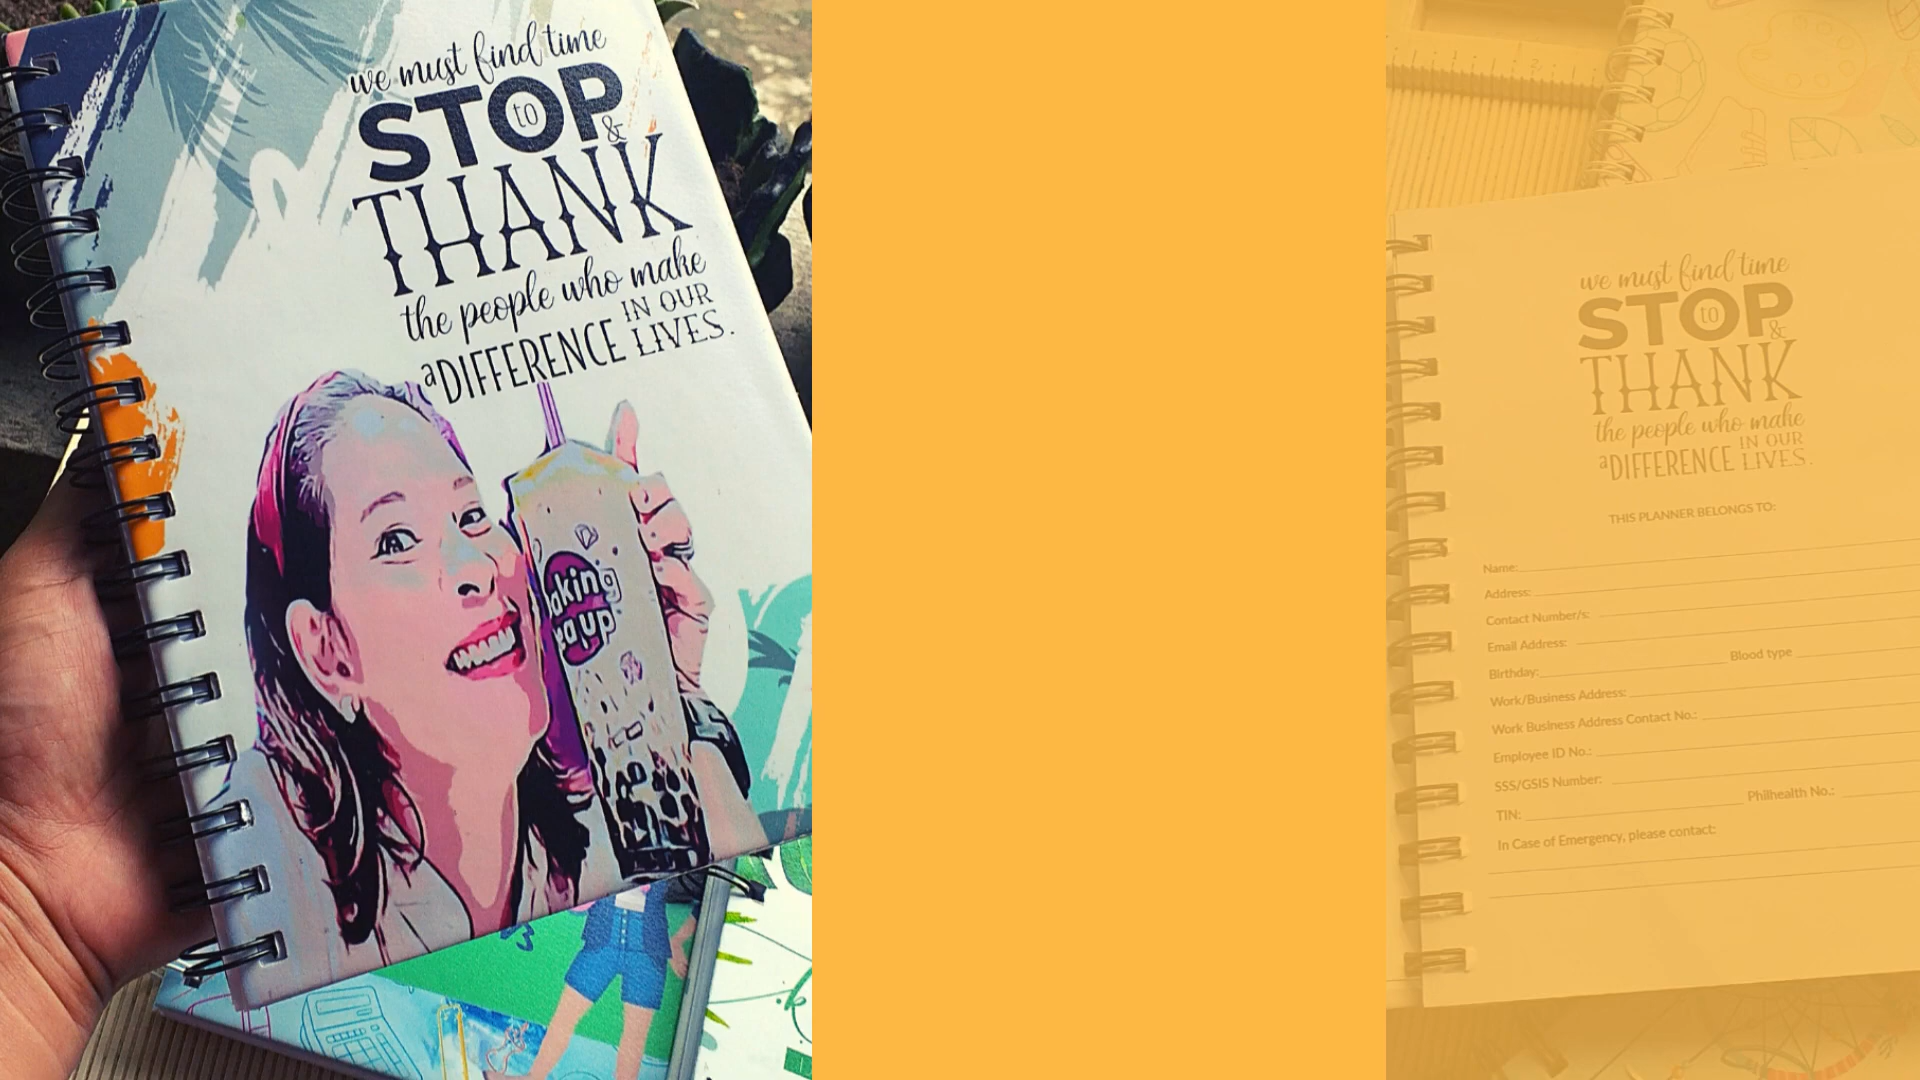 we must find time
STOP
to
&
THANK
the people who make
a DIFFERENCE IN OUR
LIVES.
aking
ea up
we must find time
STOP
to
&
THANK
the people who make
a DIFFERENCE IN OUR
LIVES.
THIS PLANNER BELONGS TO:
Name:
Address:
Contact Number/s:
Email Address:
Birthday: Blood type
Work/Business Address:
Work Business Address Contact No.:
Employee ID No.:
SSS/GSIS Number:
TIN: Philhealth No.:
In Case of Emergency, please contact: